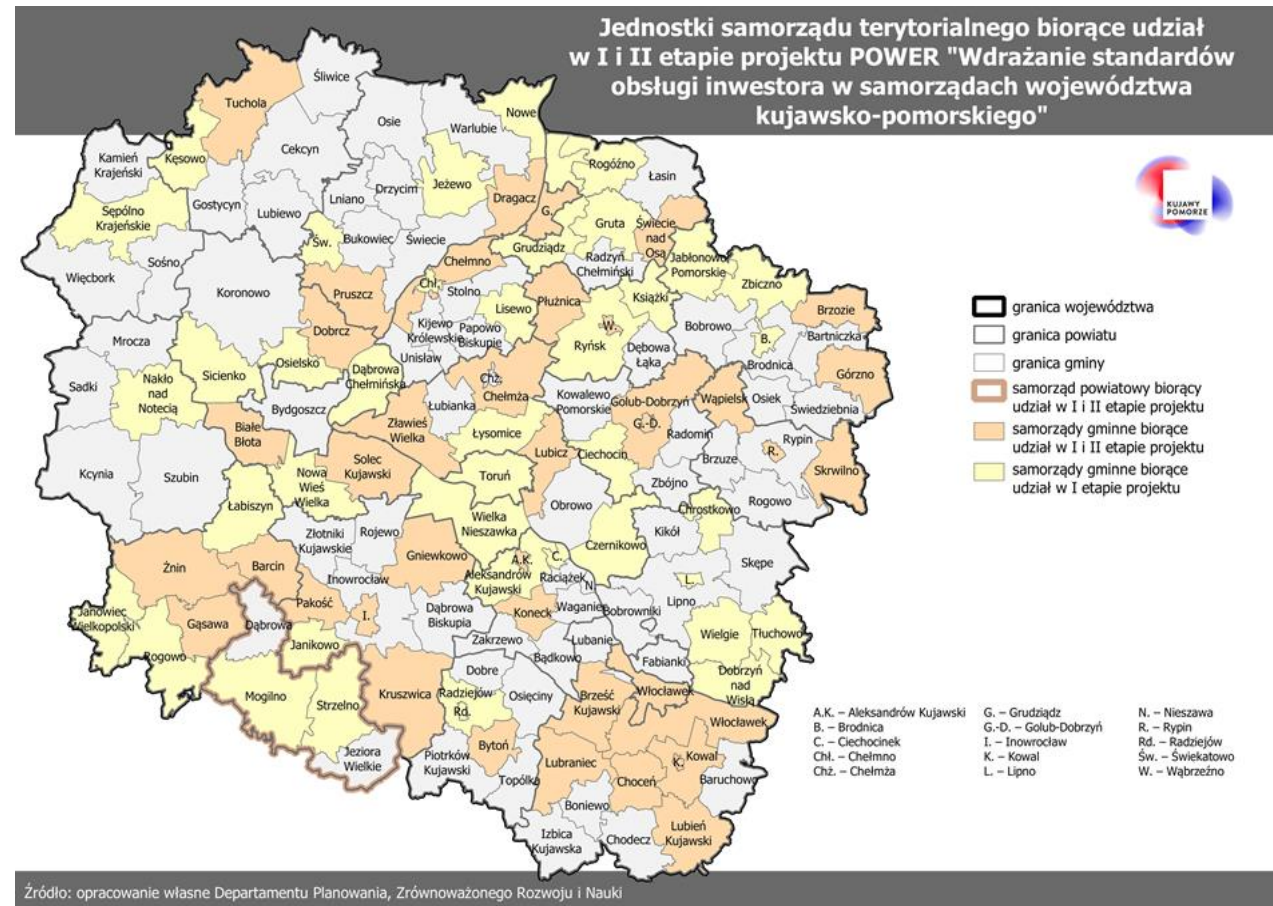 Jednostki samorządu terytorialnego biorące udział
w I i II etapie projektu POWER "Wdrażanie standardów
obsługi inwestora w samorządach województwa
kujawsko-pomorskiego"
KUJAWY
POMORZE
Śliwice
Tuchola
Nowe
Osie
Warlubie
Cekcyn
Kamień
Krajeński
Kęsowo
Rogóźno
Łasin
Jeżewo
Drzycim
Lniano
Dragacz
G.
Gostycyn
Lubiewo
Sępólno
Krajeńskie
Gruta
Świecie
nad
Osą
Św.
Bukowiec
Świecie
Grudziądz
Radzyń
Chełmiński
Jabłonowo
Pomorskie
Sośno
Więcbork
Chełmno
Koronowo
Chł.
Stolno
Zbiczno
Pruszcz
Płużnica
Książki
Lisewo
Brzozie
Dobrcz
Kijewo
Królewskie
Papowo
Biskupie
W.
Bobrowo
B.
Bartniczka
Mrocza
Ryńsk
Dębowa
Łąka
Unisław
Brodnica
Osielsko
Dąbrowa
Chełmińska
Sadki
Nakło
nad
Notecią
Sicienko
Chż.
Chełmża
Górzno
Kowalewo
Pomorskie
Golub-Dobrzyń
Wąpielsk
Osiek
Świedziebnia
Bydgoszcz
Łubianka
Zławieś
Wielka
G.-D.
Radomin
Rypin
R.
Białe
Błota
Łysomice
Lubicz
Ciechocin
Brzuze
Skrwilno
Solec
Kujawski
Kcynia
Szubin
Nowa
Wieś
Wielka
Toruń
Zbójno
Rogowo
Łabiszyn
Obrowo
Chrostkowo
Wielka
Nieszawka
Złotniki
Kujawskie
Rojewo
Kikół
Czernikowo
Gniewkowo
Skępe
Żnin
Barcin
A.K.
C.
Inowrocław
Aleksandrów
Kujawski
Raciążek
N.
L.
Lipno
Pakość
I.
Janowiec
Wielkopolski
Gąsawa
Dąbrowa
Dąbrowa
Biskupia
Koneck
Waganiec
Bobrowniki
Janikowo
Zakrzewo
Lubanie
Wielgie
Tłuchowo
Rogowo
Bądkowo
Fabianki
Dobre
Dobrzyń
nad
Wisłą
Mogilno
Strzelno
Kruszwica
Radziejów
Rd.
Osięciny
Brześć
Kujawski
Włocławek
Włocławek
Jeziora
Wielkie
Bytoń
Piotrków
Kujawski
Lubraniec
K.
Kowal
Topólka
Choceń
Baruchowo
Boniewo
Izbica
Kujawska
Chodecz
Lubień
Kujawski
granica województwa
granica powiatu
granica gminy
samorząd powiatowy biorący
udział w I i II etapie projektu
samorządy gminne biorące
udział w I i II etapie projektu
samorządy gminne biorące
udział w I etapie projektu
A.K. – Aleksandrów Kujawski
B. – Brodnica
C. – Ciechocinek
Chł. – Chełmno
Chż. – Chełmża
G. – Grudziądz
G.-D. – Golub-Dobrzyń
I. – Inowrocław
K. – Kowal
L. – Lipno
N. – Nieszawa
R. – Rypin
Rd. – Radziejów
Św. – Świekatowo
W. – Wąbrzeźno
Źródło: opracowanie własne Departamentu Planowania, Zrównoważonego Rozwoju i Nauki